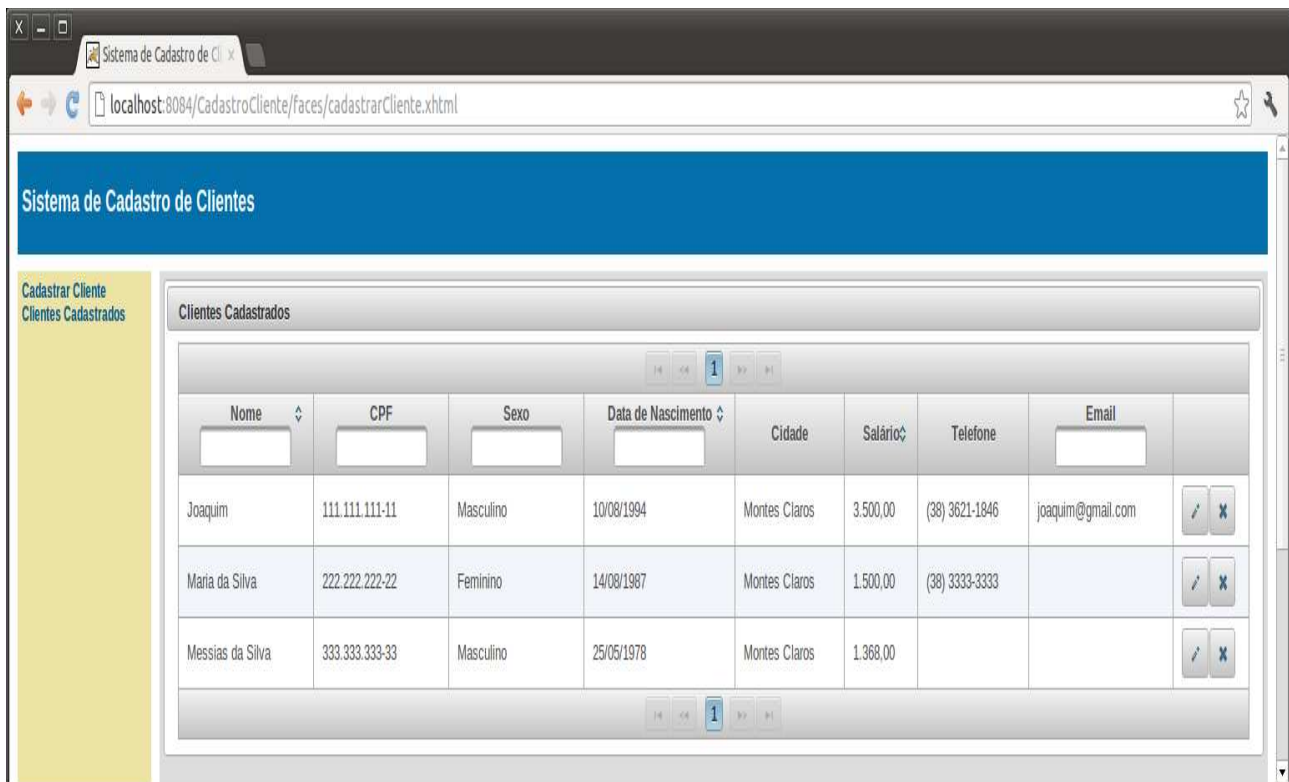 Sistema de Cadastro de Cl
localhost:8084/CadastroCliente/faces/cadastrarCliente.xhtml
Sistema de Cadastro de Clientes
Cadastrar Cliente
Clientes Cadastrados
Clientes Cadastrados
1
Nome CPF Sexo Data de Nascimento Cidade Salário Telefone Email
Joaquim 111.111.111-11 Masculino 10/08/1994 Montes Claros 3.500,00 (38) 3621-1846 joaquim@gmail.com
Maria da Silva 222.222.222-22 Feminino 14/08/1987 Montes Claros 1.500,00 (38) 3333-3333
Messias da Silva 333.333.333-33 Masculino 25/05/1978 Montes Claros 1.368,00
1